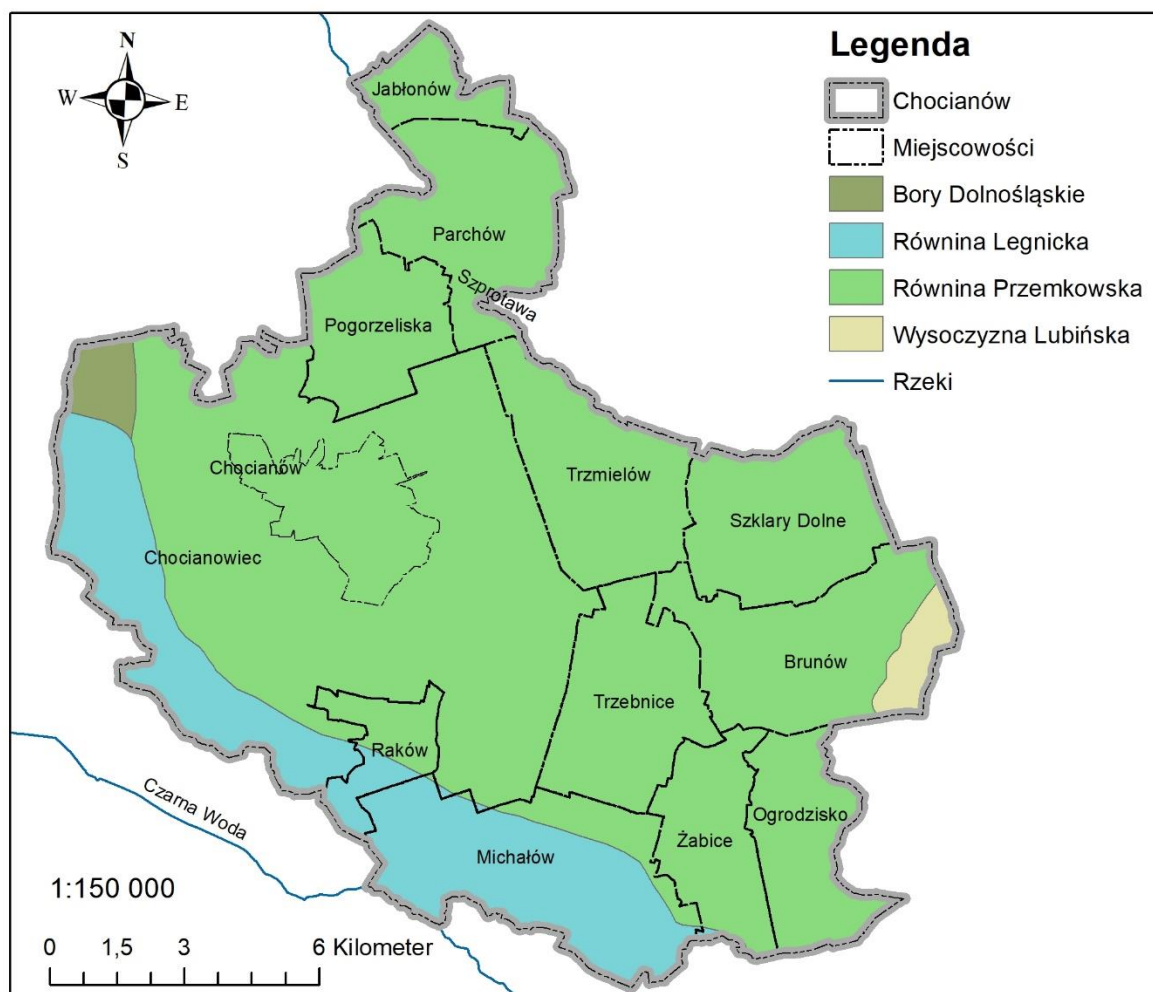 N
W E
S
Legenda
Chocianów
Miejscowości
Bory Dolnośląskie
Równina Legnicka
Równina Przemkowska
Wysoczyzna Lubińska
Rzeki
Jabłonów
Parchów
Szprotawa
Pogorzeliska
Chocianów
Trzmielów
Szklary Dolne
Chocianowiec
Brunów
Trzebnice
Raków
Czarna Woda
Ogrodzisko
Żabice
Michałów
1:150 000
0 1,5 3 6 Kilometer